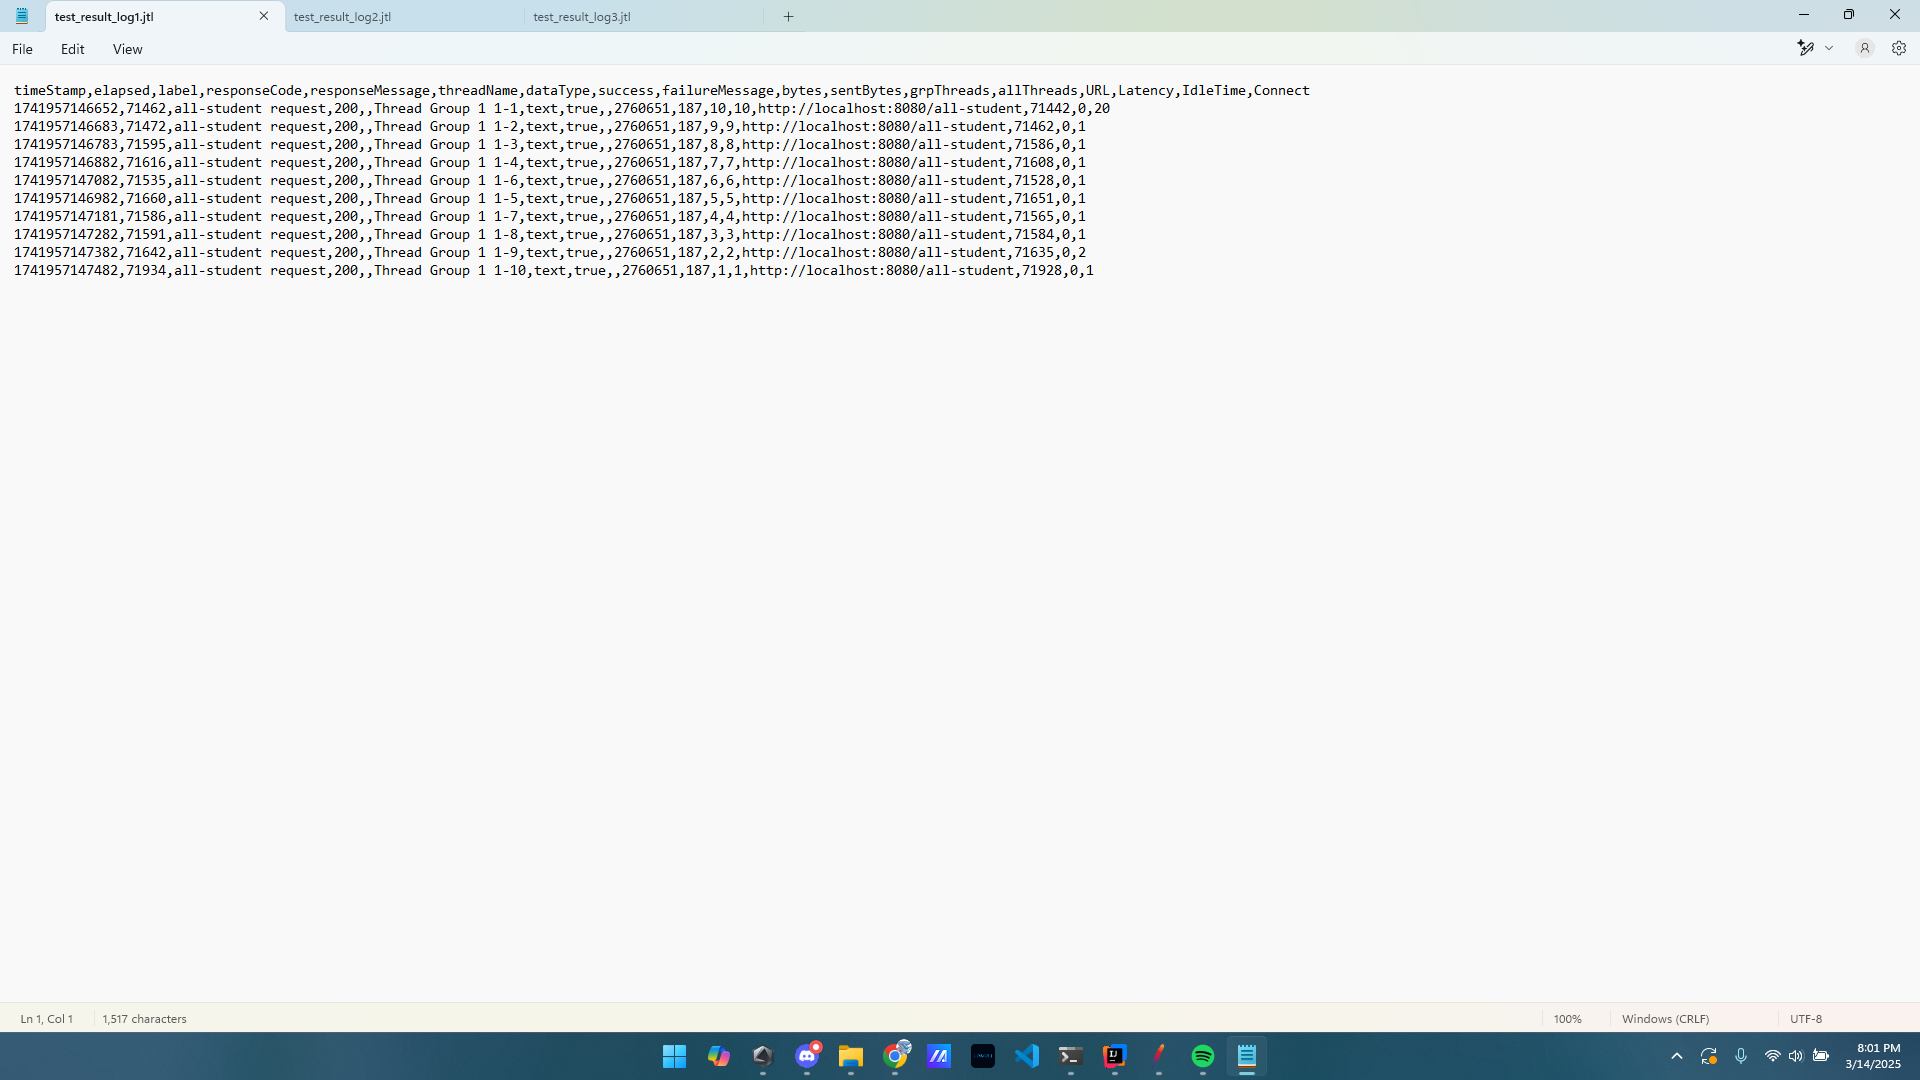 test_result_log1.jtl
test_result_log2.jtl
test_result_log3.jtl
File Edit View
timeStamp,elapsed,label,responseCode,responseMessage,threadName,dataType,success,failureMessage,bytes,sentBytes,grpThreads,allThreads,URL,Latency,IdleTime,Connect
1741957146652,71462,all-student request,200,,Thread Group 1 1-1,text,true,,2760651,187,10,10,http://localhost:8080/all-student,71442,0,20
1741957146683,71472,all-student request,200,,Thread Group 1 1-2,text,true,,2760651,187,9,9,http://localhost:8080/all-student,71462,0,1
1741957146783,71595,all-student request,200,,Thread Group 1 1-3,text,true,,2760651,187,8,8,http://localhost:8080/all-student,71586,0,1
1741957146882,71616,all-student request,200,,Thread Group 1 1-4,text,true,,2760651,187,7,7,http://localhost:8080/all-student,71608,0,1
1741957147082,71535,all-student request,200,,Thread Group 1 1-6,text,true,,2760651,187,6,6,http://localhost:8080/all-student,71528,0,1
1741957146982,71660,all-student request,200,,Thread Group 1 1-5,text,true,,2760651,187,5,5,http://localhost:8080/all-student,71651,0,1
1741957147181,71586,all-student request,200,,Thread Group 1 1-7,text,true,,2760651,187,4,4,http://localhost:8080/all-student,71565,0,1
1741957147282,71591,all-student request,200,,Thread Group 1 1-8,text,true,,2760651,187,3,3,http://localhost:8080/all-student,71584,0,1
1741957147382,71642,all-student request,200,,Thread Group 1 1-9,text,true,,2760651,187,2,2,http://localhost:8080/all-student,71635,0,2
1741957147482,71934,all-student request,200,,Thread Group 1 1-10,text,true,,2760651,187,1,1,http://localhost:8080/all-student,71928,0,1
Ln 1, Col 1
1,517 characters
100%
Windows (CRLF)
UTF-8
8:01 PM
3/14/2025